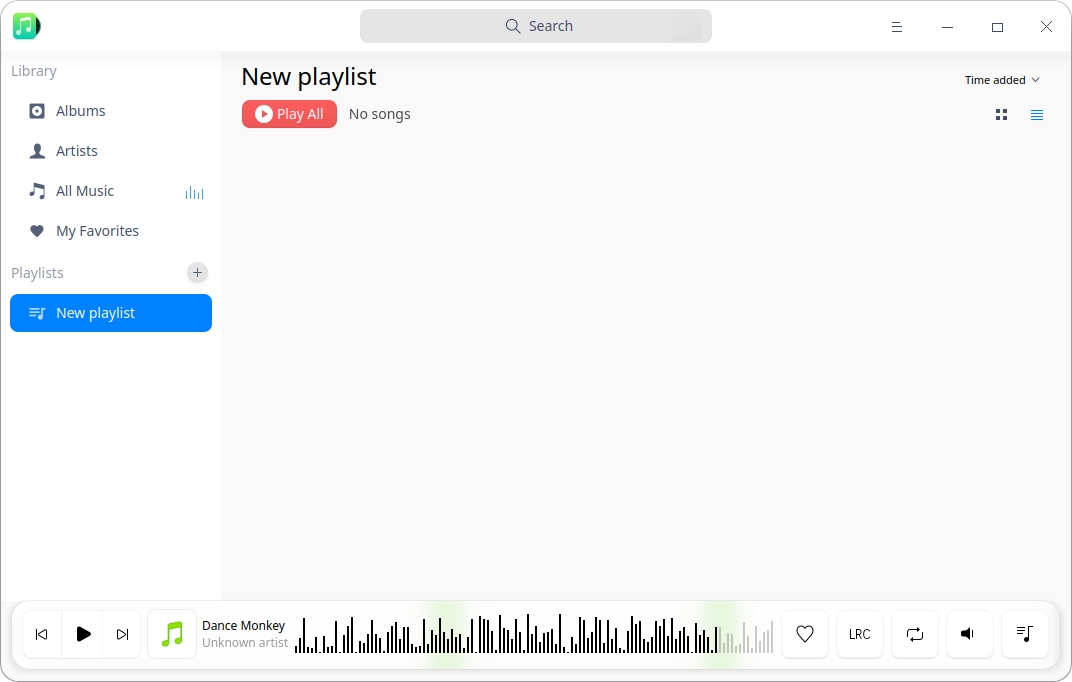 Search
Library
Albums
Artists
All Music
My Favorites
Playlists
New playlist
New playlist
Time added
Play All
No songs
Dance Monkey
Unknown artist
LRC